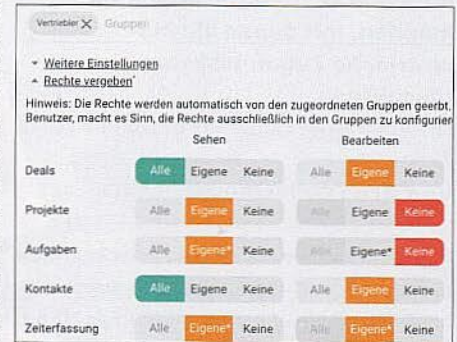 Vertriebler X Gruppen
Weitere Einstellungen
Rechte vergeben*
Hinweis: Die Rechte werden automatisch von den zugeordneten Gruppen geerbt.
Benutzer, macht es Sinn, die Rechte ausschließlich in den Gruppen zu konfigurier
Sehen Bearbeiten
Deals Alle Eigene Keine Alle Eigene Keine
Projekte Alle Eigene Keine Alle Eigene Keine
Aufgaben Alle Eigene* Keine Alle Eigene* Keine
Kontakte Alle Eigene Keine Alle Eigene Keine
Zeiterfassung Alle Eigene* Keine Alle Eigene* Keine